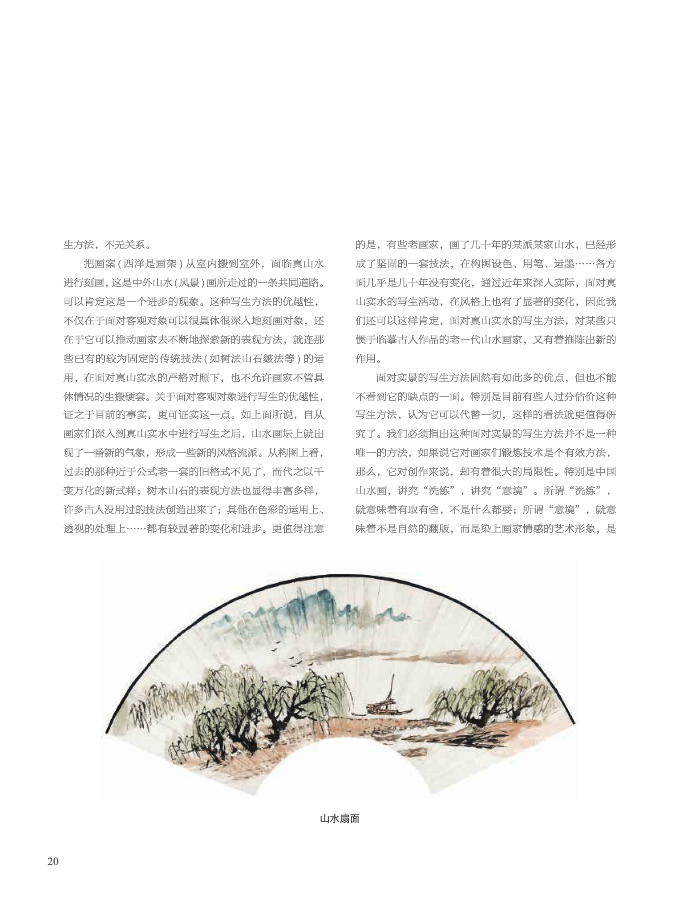 生方法，不无关系。
把画案(西洋是画架)从室内搬到室外，面临真山水
进行刻画，这是中外山水(风景)画所走过的一条共同道路。
可以肯定这是一个进步的现象。这种写生方法的优越性，
不仅在于面对客观对象可以很具体很深入地刻画对象，还
在于它可以推动画家去不断地探索新的表现方法，就连那
些已有的较为固定的传统技法(如树法山石皴法等)的运
用，在面对真山实水的严格对照下，也不允许画家不管具
体情况的生搬硬套。关于面对客观对象进行写生的优越性，
证之于目前的事实，更可证实这一点。如上面所说，自从
画家们深入到真山实水中进行写生之后，山水画坛上就出
现了一番新的气象，形成一些新的风格流派。从构图上看，
过去的那种近于公式老一套的旧格式不见了，而代之以千
变万化的新式样；树木山石的表现方法也显得丰富多样，
许多古人没用过的技法创造出来了；其他在色彩的运用上、
透视的处理上……都有较显著的变化和进步。更值得注意
的是，有些老画家，画了几十年的某派某家山水，已经形
成了坚固的一套技法，在构图设色、用笔、运墨……各方
面几乎是几十年没有变化，通过近年来深入实际，面对真
山实水的写生活动，在风格上也有了显著的变化，因此我
们还可以这样肯定，面对真山实水的写生方法，对某些只
惯于临摹古人作品的老一代山水画家，又有着推陈出新的
作用。
面对实景的写生方法固然有如此多的优点，但也不能
不看到它的缺点的一面。特别是目前有些人过分估价这种
写生方法，认为它可以代替一切，这样的看法就更值得研
究了。我们必须指出这种面对实景的写生方法并不是一种
唯一的方法，如果说它对画家们锻炼技术是个有效方法，
那么，它对创作来说，却有着很大的局限性。特别是中国
山水画，讲究“洗练”，讲究“意境”。所谓“洗练”，
就意味着有取有舍，不是什么都要；所谓“意境”，就意
味着不是自然的翻版，而是染上画家情感的艺术形象，是
山水扇面
20